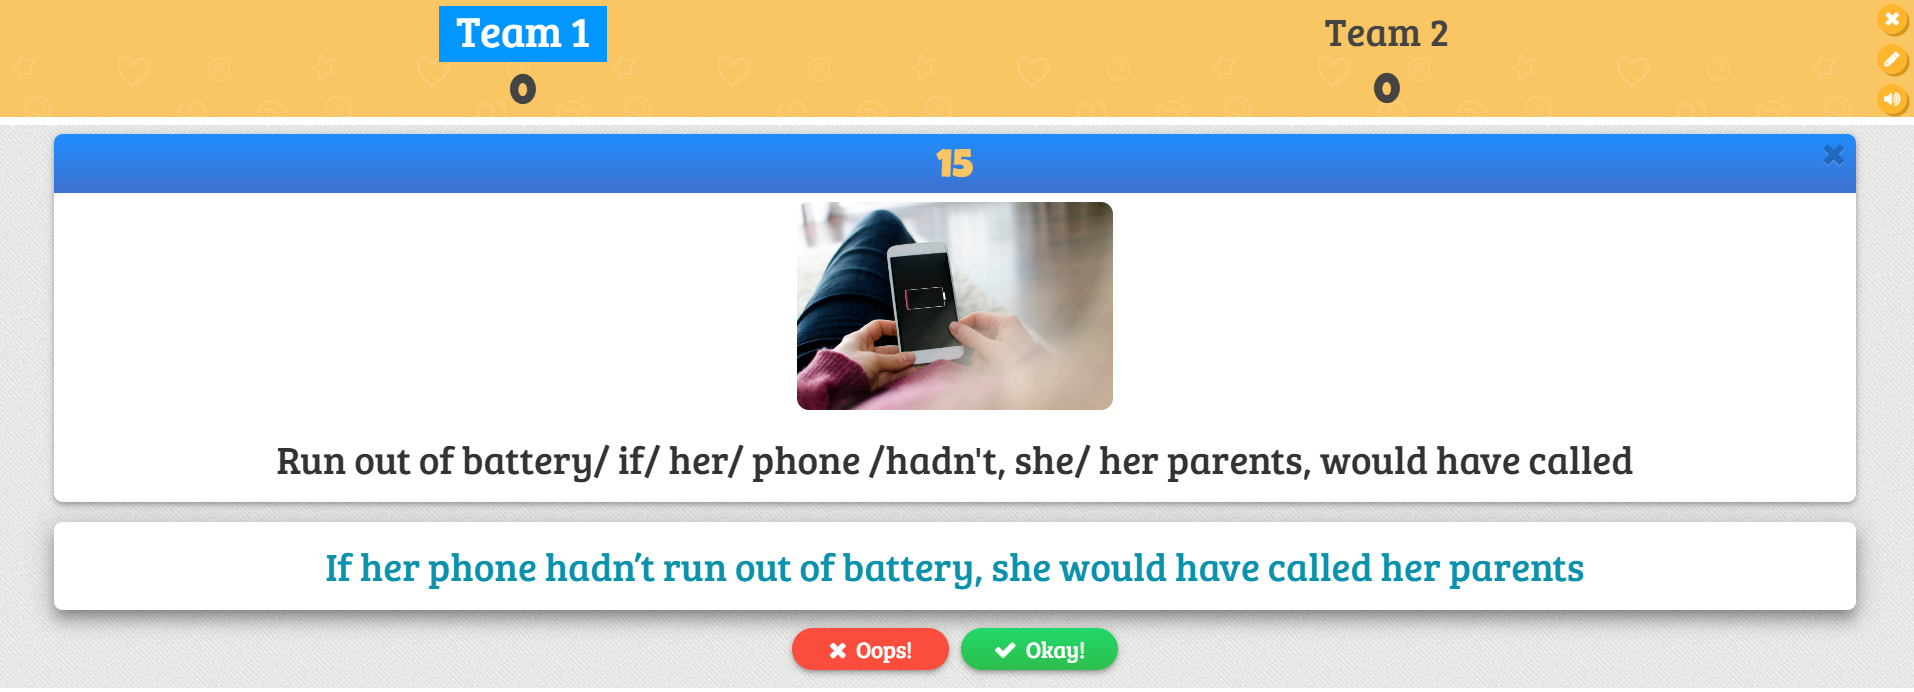 Team 1
0
Team 2
0
15
Run out of battery/ if/ her/ phone /hadn't, she/ her parents, would have called
If her phone hadn’t run out of battery, she would have called her parents
Oops!
Okay!